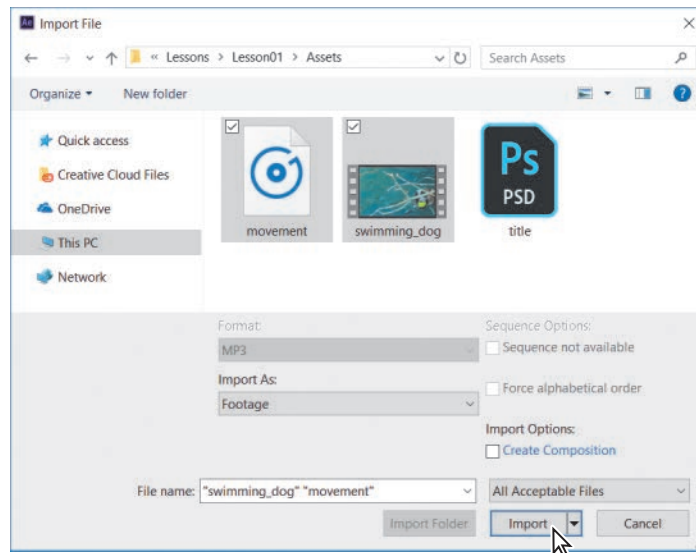 Ae Import File
« Lessons > Lesson01 > Assets
Search Assets
Organize
New folder
Quick access
Creative Cloud Files
OneDrive
This PC
Network
movement
swimming_dog
Ps
PSD
title
Format:
MP3
Import As:
Footage
Sequence Options:
Sequence not available
Force alphabetical order
Import Options:
Create Composition
File name: "swimming_dog" "movement"
All Acceptable Files
Import Folder
Import
Cancel